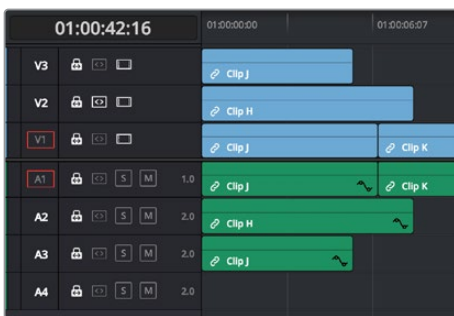 01:00:42:16 01:00:00:00 01:00:06:07
V3 Clip J
V2 Clip H
V1 Clip J Clip K
A1 S M 1.0 Clip J Clip K
A2 S M 2.0 Clip H
A3 S M 2.0 Clip J
A4 S M 2.0